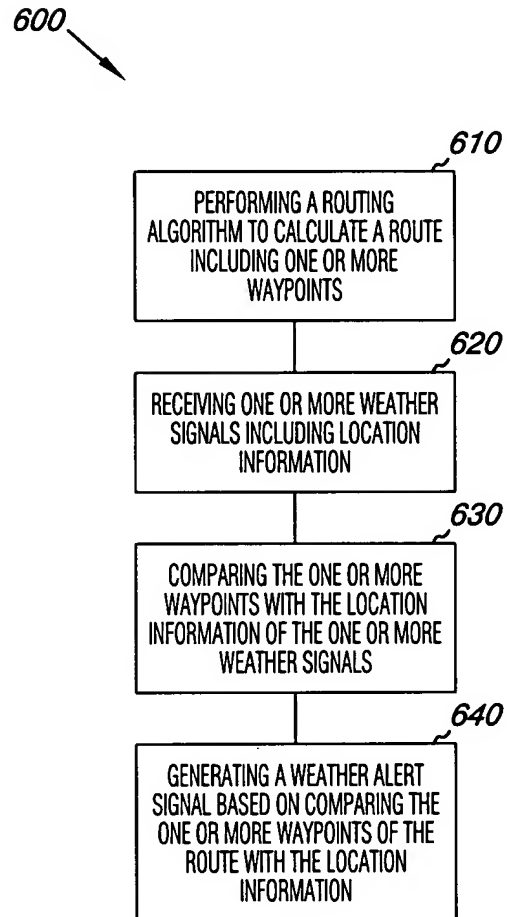 600
610
PERFORMING A ROUTING
ALGORITHM TO CALCULATE A ROUTE
INCLUDING ONE OR MORE
WAYPOINTS
620
RECEIVING ONE OR MORE WEATHER
SIGNALS INCLUDING LOCATION
INFORMATION
630
COMPARING THE ONE OR MORE
WAYPOINTS WITH THE LOCATION
INFORMATION OF THE ONE OR MORE
WEATHER SIGNALS
640
GENERATING A WEATHER ALERT
SIGNAL BASED ON COMPARING THE
ONE OR MORE WAYPOINTS OF THE
ROUTE WITH THE LOCATION
INFORMATION